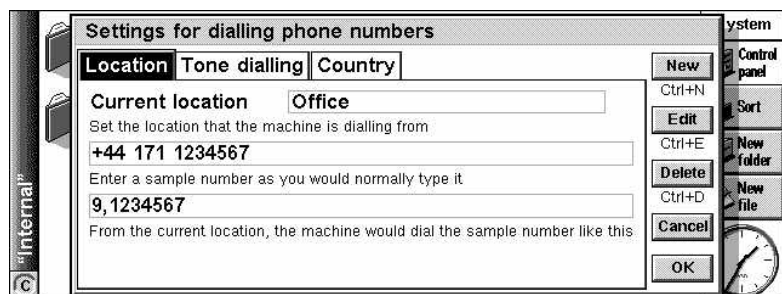 Settings for dialling phone numbers
Location Tone dialling Country
Current location Office
Set the location that the machine is dialling from
+44 171 1234567
Enter a sample number as you would normally type it
9,1234567
From the current location, the machine would dial the sample number like this
New
Ctrl+N
Edit
Ctrl+E
Delete
Ctrl+D
Cancel
OK
ystem
Control
panel
Sort
New
folder
New
file
"Internal"
C